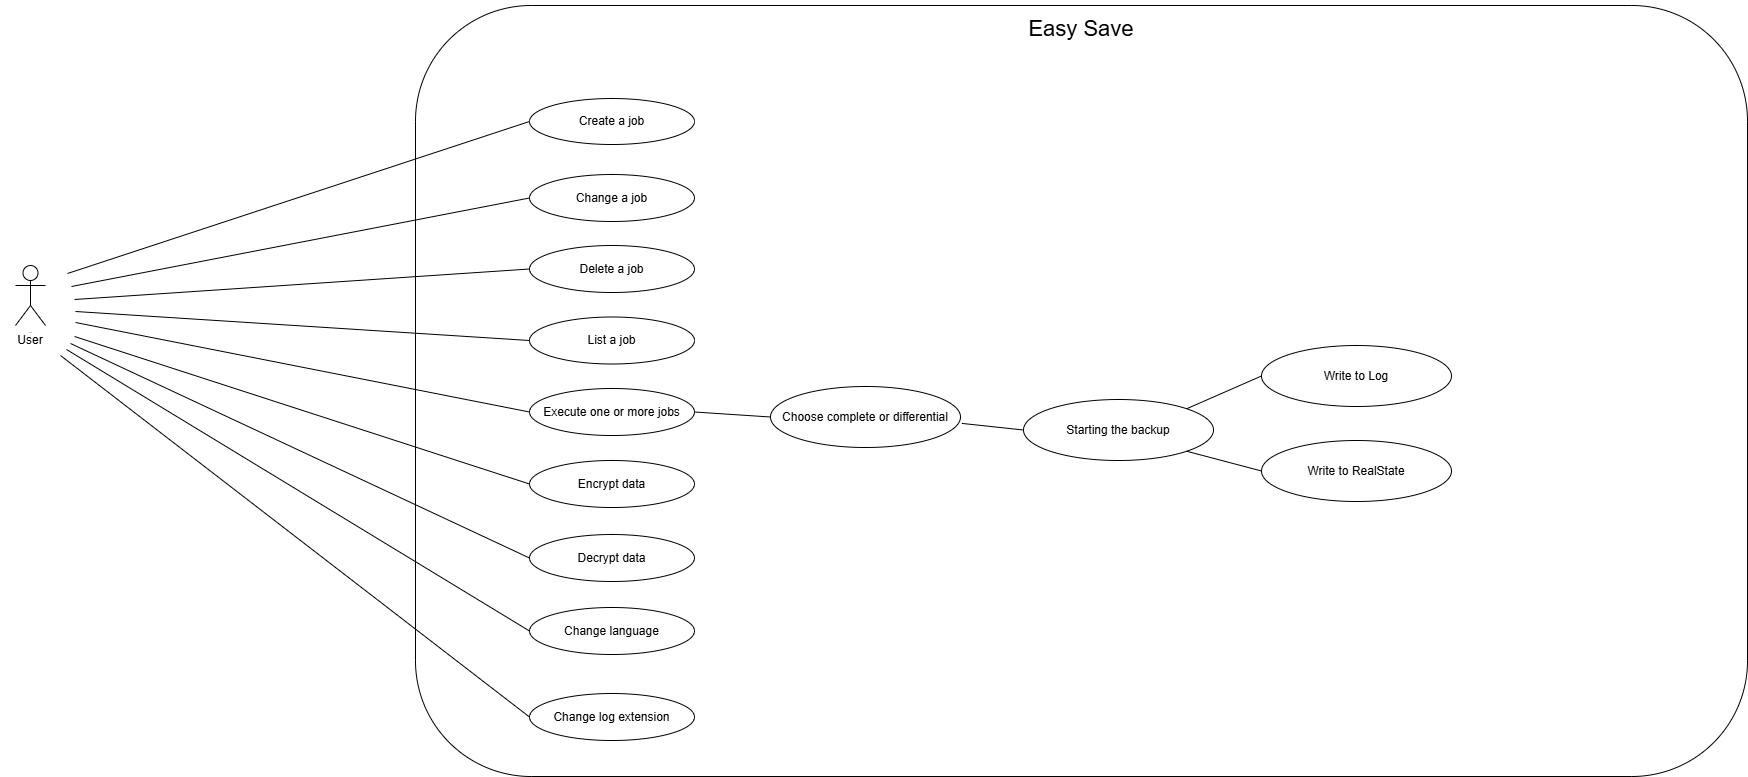 Easy Save
Create a job
Change a job
Delete a job
User
List a job
Execute one or more jobs
Choose complete or differential
Starting the backup
Write to Log
Write to RealState
Encrypt data
Decrypt data
Change language
Change log extension